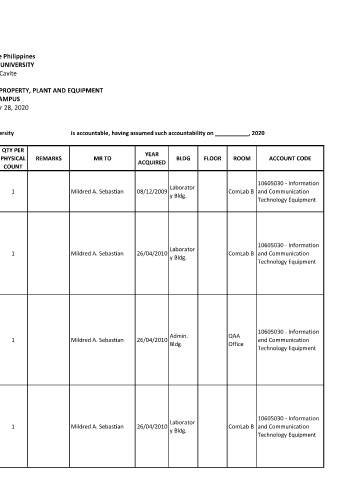 e Philippines
UNIVERSITY
Cavite
PROPERTY, PLANT AND EQUIPMENT
AMPUS
r 28, 2020
ersity is accountable, having assumed such accountability on ___________, 2020
QTY PER PHYSICAL COUNT REMARKS MR TO YEAR ACQUIRED BLDG FLOOR ROOM ACCOUNT CODE
1 Mildred A. Sebastian 08/12/2009 Laborator y Bldg. ComLab B 10605030 - Information and Communication Technology Equipment
1 Mildred A. Sebastian 26/04/2010 Laborator y Bldg. ComLab B 10605030 - Information and Communication Technology Equipment
1 Mildred A. Sebastian 26/04/2010 Admin. Bldg. OAA Office 10605030 - Information and Communication Technology Equipment
1 Mildred A. Sebastian 26/04/2010 Laborator y Bldg. ComLab B 10605030 - Information and Communication Technology Equipment